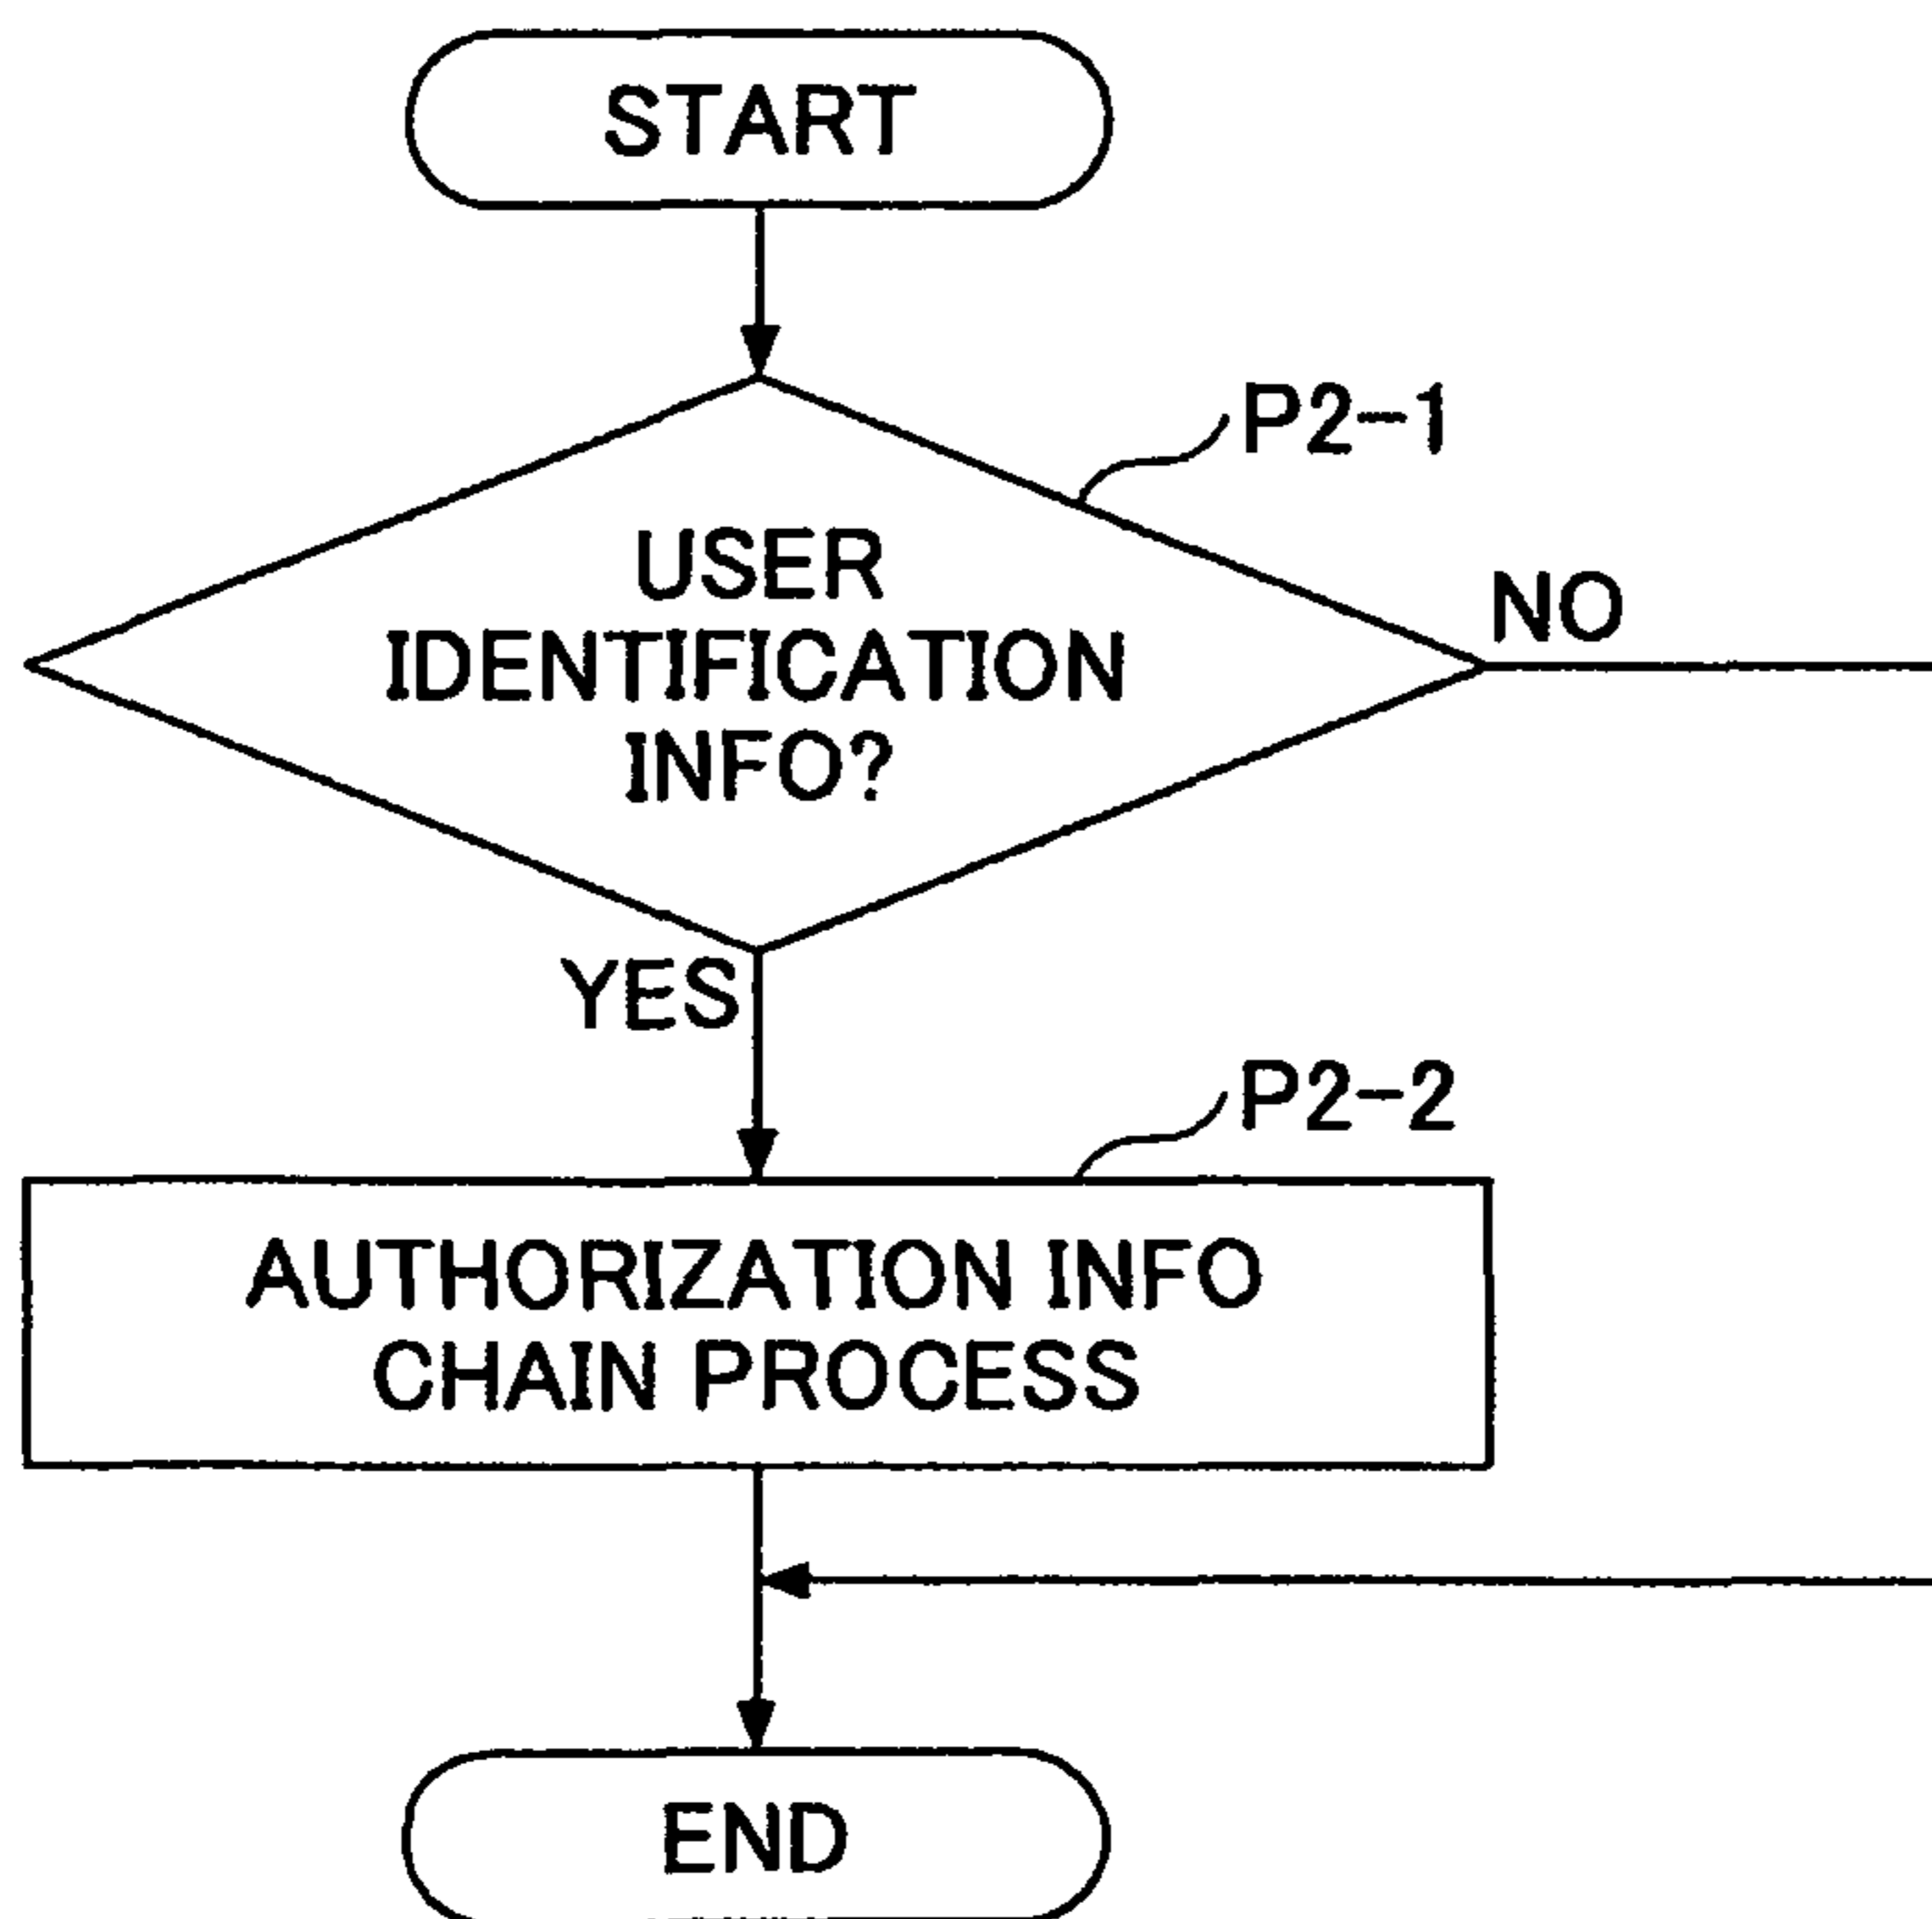 START
P2-1
USER
IDENTIFICATION
INFO?
NO
YES
P2-2
AUTHORIZATION INFO
CHAIN PROCESS
END